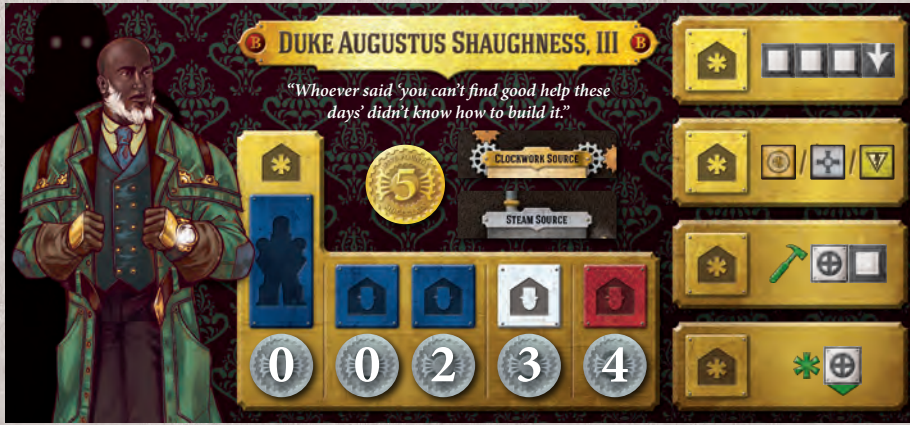 B DUKE AUGUSTUS SHAUGHNESS, III B
“Whoever said ‘you can’t find good help these
days’ didn’t know how to build it.”
5
CLOCKWORK SOURCE
STEAM SOURCE
0 0 2 3 4